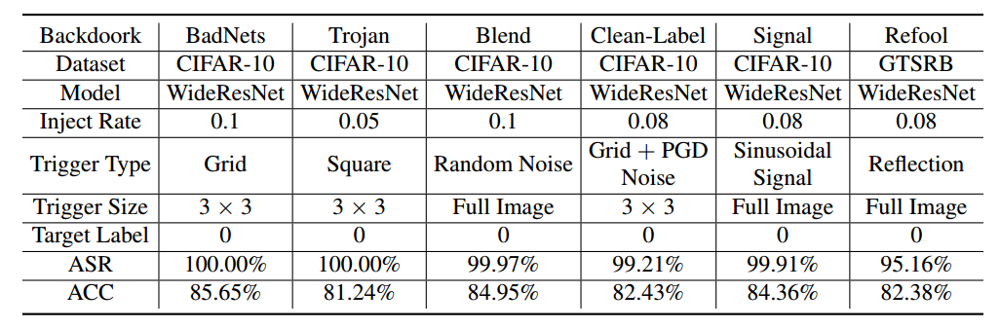 Backdoork BadNets Trojan Blend Clean-Label Signal Refool
Dataset CIFAR-10 CIFAR-10 CIFAR-10 CIFAR-10 CIFAR-10 GTSRB
Model WideResNet WideResNet WideResNet WideResNet WideResNet WideResNet
Inject Rate 0.1 0.05 0.1 0.08 0.08 0.08
Trigger Type Grid Square Random Noise Grid + PGD Noise Sinusoidal Signal Reflection
Trigger Size 3 × 3 3 × 3 Full Image 3 × 3 Full Image Full Image
Target Label 0 0 0 0 0 0
ASR 100.00% 100.00% 99.97% 99.21% 99.91% 95.16%
ACC 85.65% 81.24% 84.95% 82.43% 84.36% 82.38%